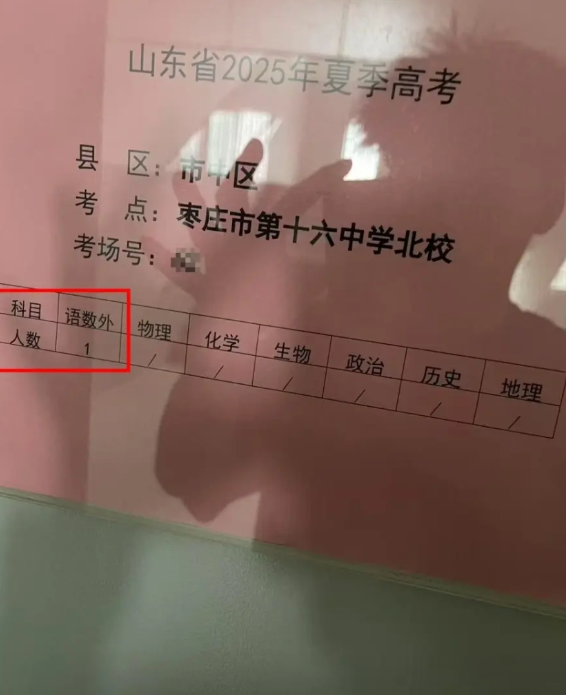 山东省2025年夏季高考
县 区：市中区
考 点：枣庄市第十六中学北校
考场号：
科目 语数外 物理 化学 生物 政治 历史 地理
人数 1 / / / / / /